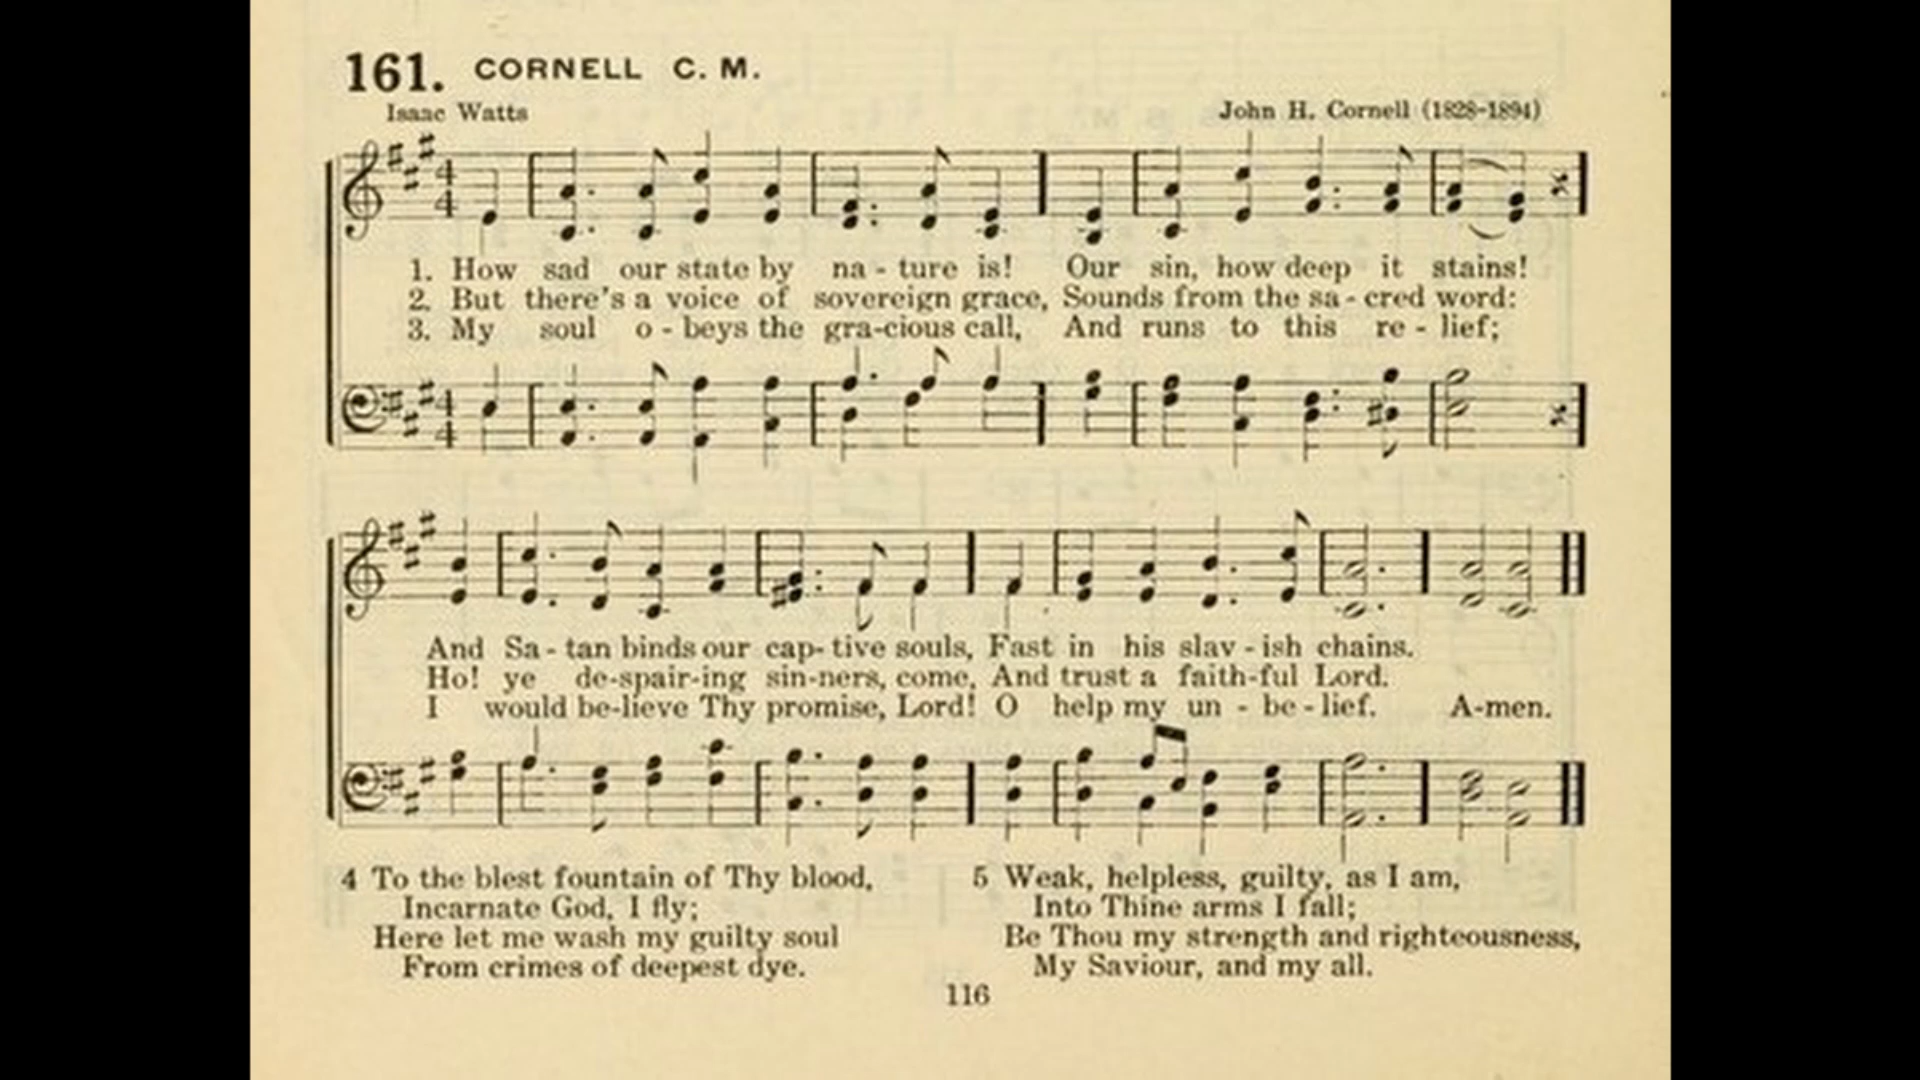 161. CORNELL C. M.
Isaac Watts
John H. Cornell (1828-1894)
1. How sad our state by na - ture is! Our sin, how deep it stains!
2. But there's a voice of sovereign grace, Sounds from the sa - cred word:
3. My soul o - beys the gra-cious call, And runs to this re - lief;
And Sa - tan binds our cap- tive souls, Fast in his slav - ish chains.
Ho! ye de-spair-ing sin-ners, come, And trust a faith-ful Lord.
I would be-lieve Thy promise, Lord! O help my un - be - lief. A-men.
4 To the blest fountain of Thy blood,
Incarnate God, I fly;
Here let me wash my guilty soul
From crimes of deepest dye.
5 Weak, helpless, guilty, as I am,
Into Thine arms I fall;
Be Thou my strength and righteousness,
My Saviour, and my all.
116